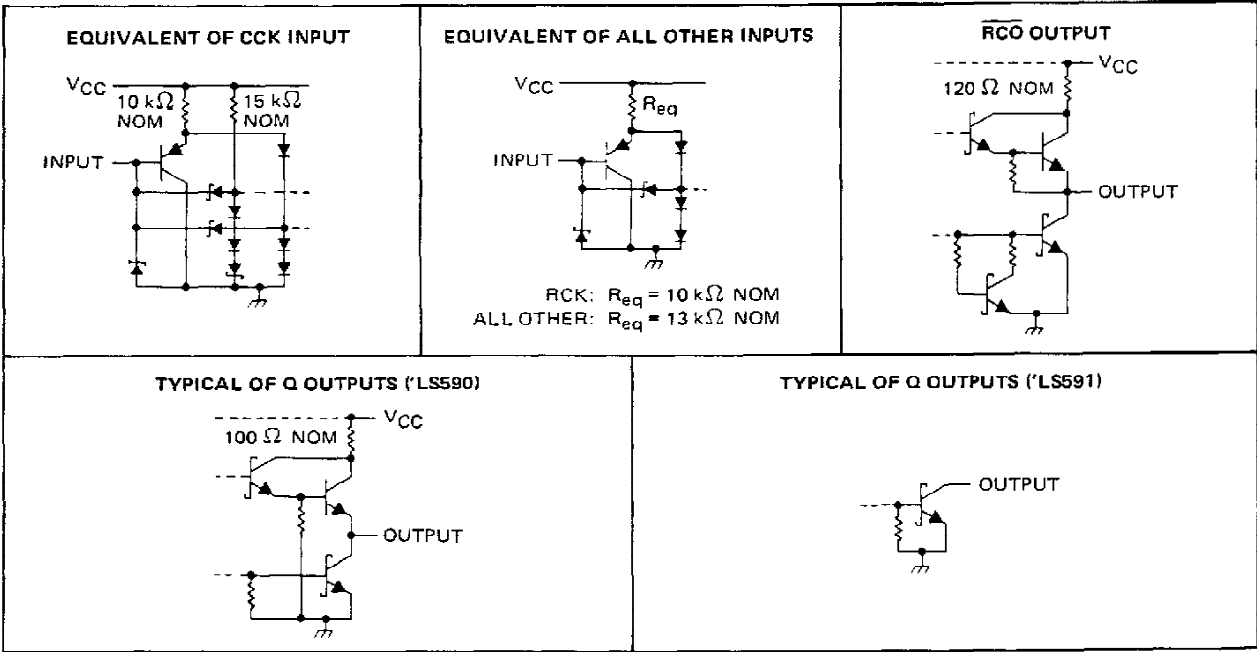 EQUIVALENT OF CCK INPUT
VCC
10 kΩ NOM
15 kΩ NOM
INPUT
EQUIVALENT OF ALL OTHER INPUTS
VCC
Req
INPUT
RCK: Req = 10 kΩ NOM
ALL OTHER: Req = 13 kΩ NOM
R̅C̅O̅ OUTPUT
VCC
120 Ω NOM
OUTPUT
TYPICAL OF Q OUTPUTS ('LS590)
VCC
100 Ω NOM
OUTPUT
TYPICAL OF Q OUTPUTS ('LS591)
OUTPUT